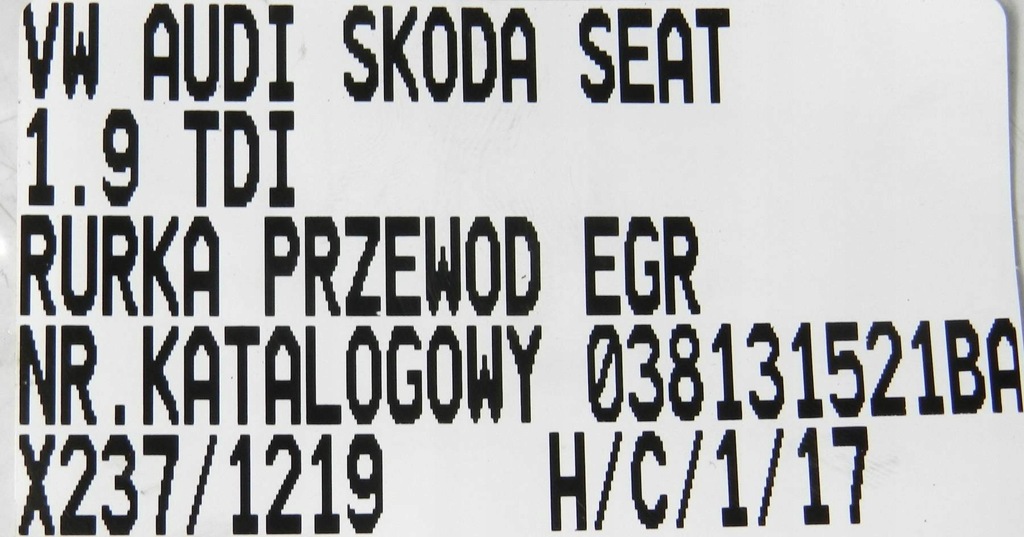 VW AUDI SKODA SEAT
1.9 TDI
RURKA PRZEWOD EGR
NR.KATALOGOWY 038131521BA
X237/1219 H/C/1/17